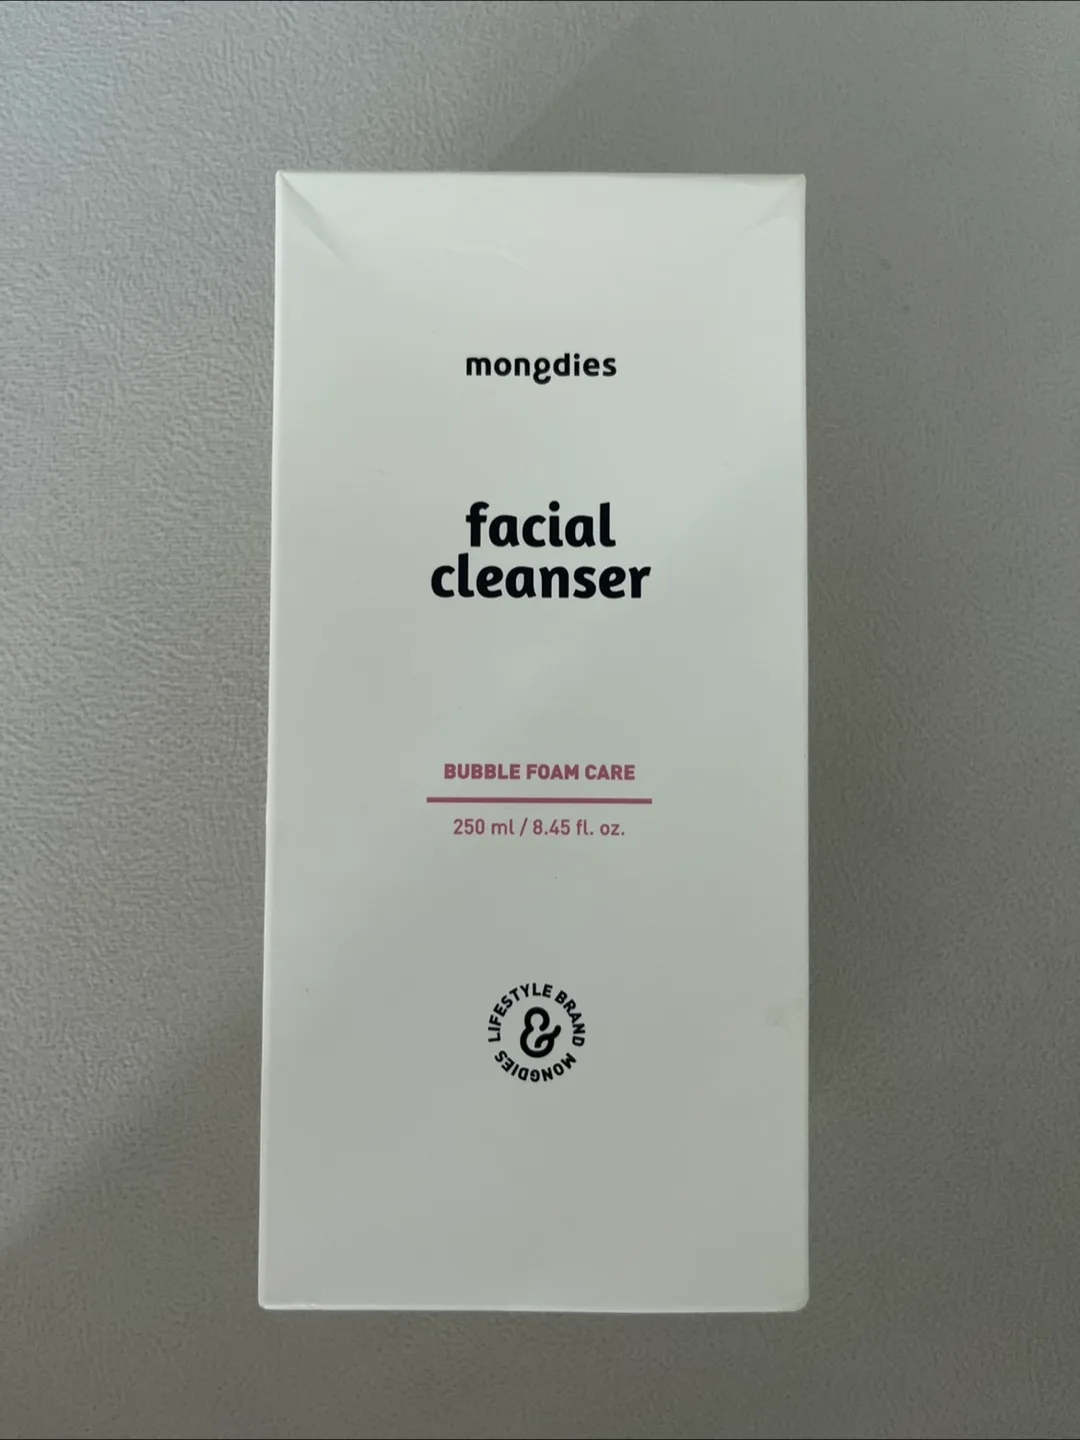 mongdies
facial
cleanser
BUBBLE FOAM CARE
250 ml / 8.45 fl. oz.
LIFESTYLE BRAND MONGDIES
&